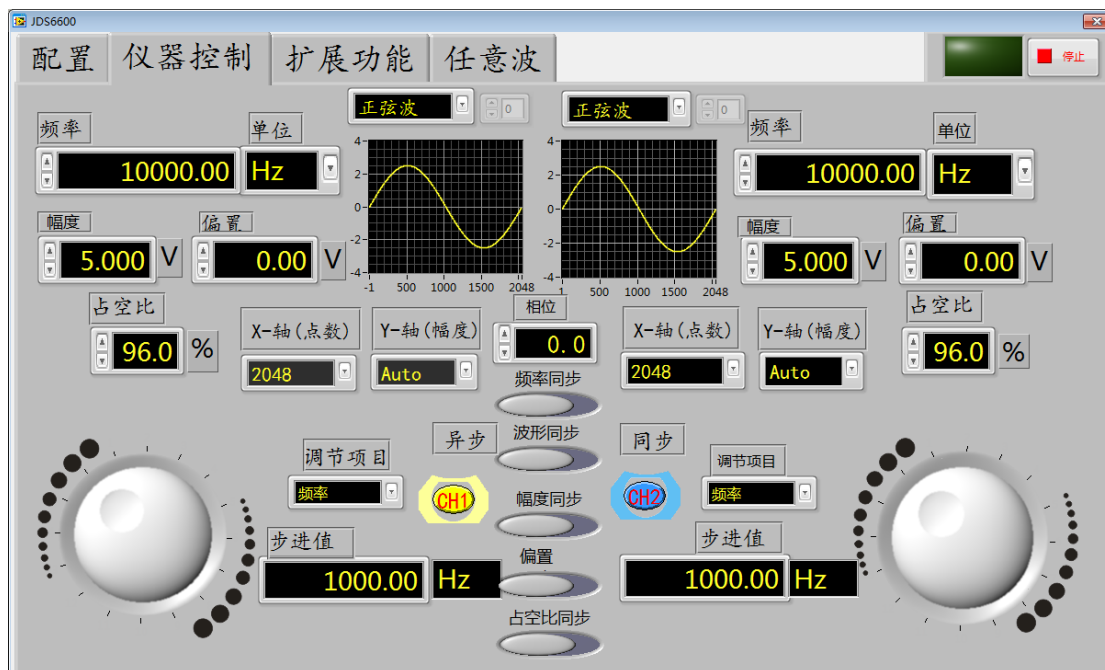 JDS6600
配置 仪器控制 扩展功能 任意波
停止
正弦波 0
正弦波 0
频率 单位
10000.00 Hz
频率 单位
10000.00 Hz
幅度 偏置
5.000 V 0.00 V
幅度 偏置
5.000 V 0.00 V
4
2
0
-2
-4
-1 500 1000 1500 2048
4
2
0
-2
-4
1 500 1000 1500 2048
占空比
96.0 %
X-轴(点数) Y-轴(幅度)
2048 Auto
相位
0.0
X-轴(点数) Y-轴(幅度)
2048 Auto
占空比
96.0 %
频率同步
异步 波形同步 同步
调节项目
频率
CH1
幅度同步
CH2
调节项目
频率
步进值
1000.00 Hz
偏置
步进值
1000.00 Hz
占空比同步